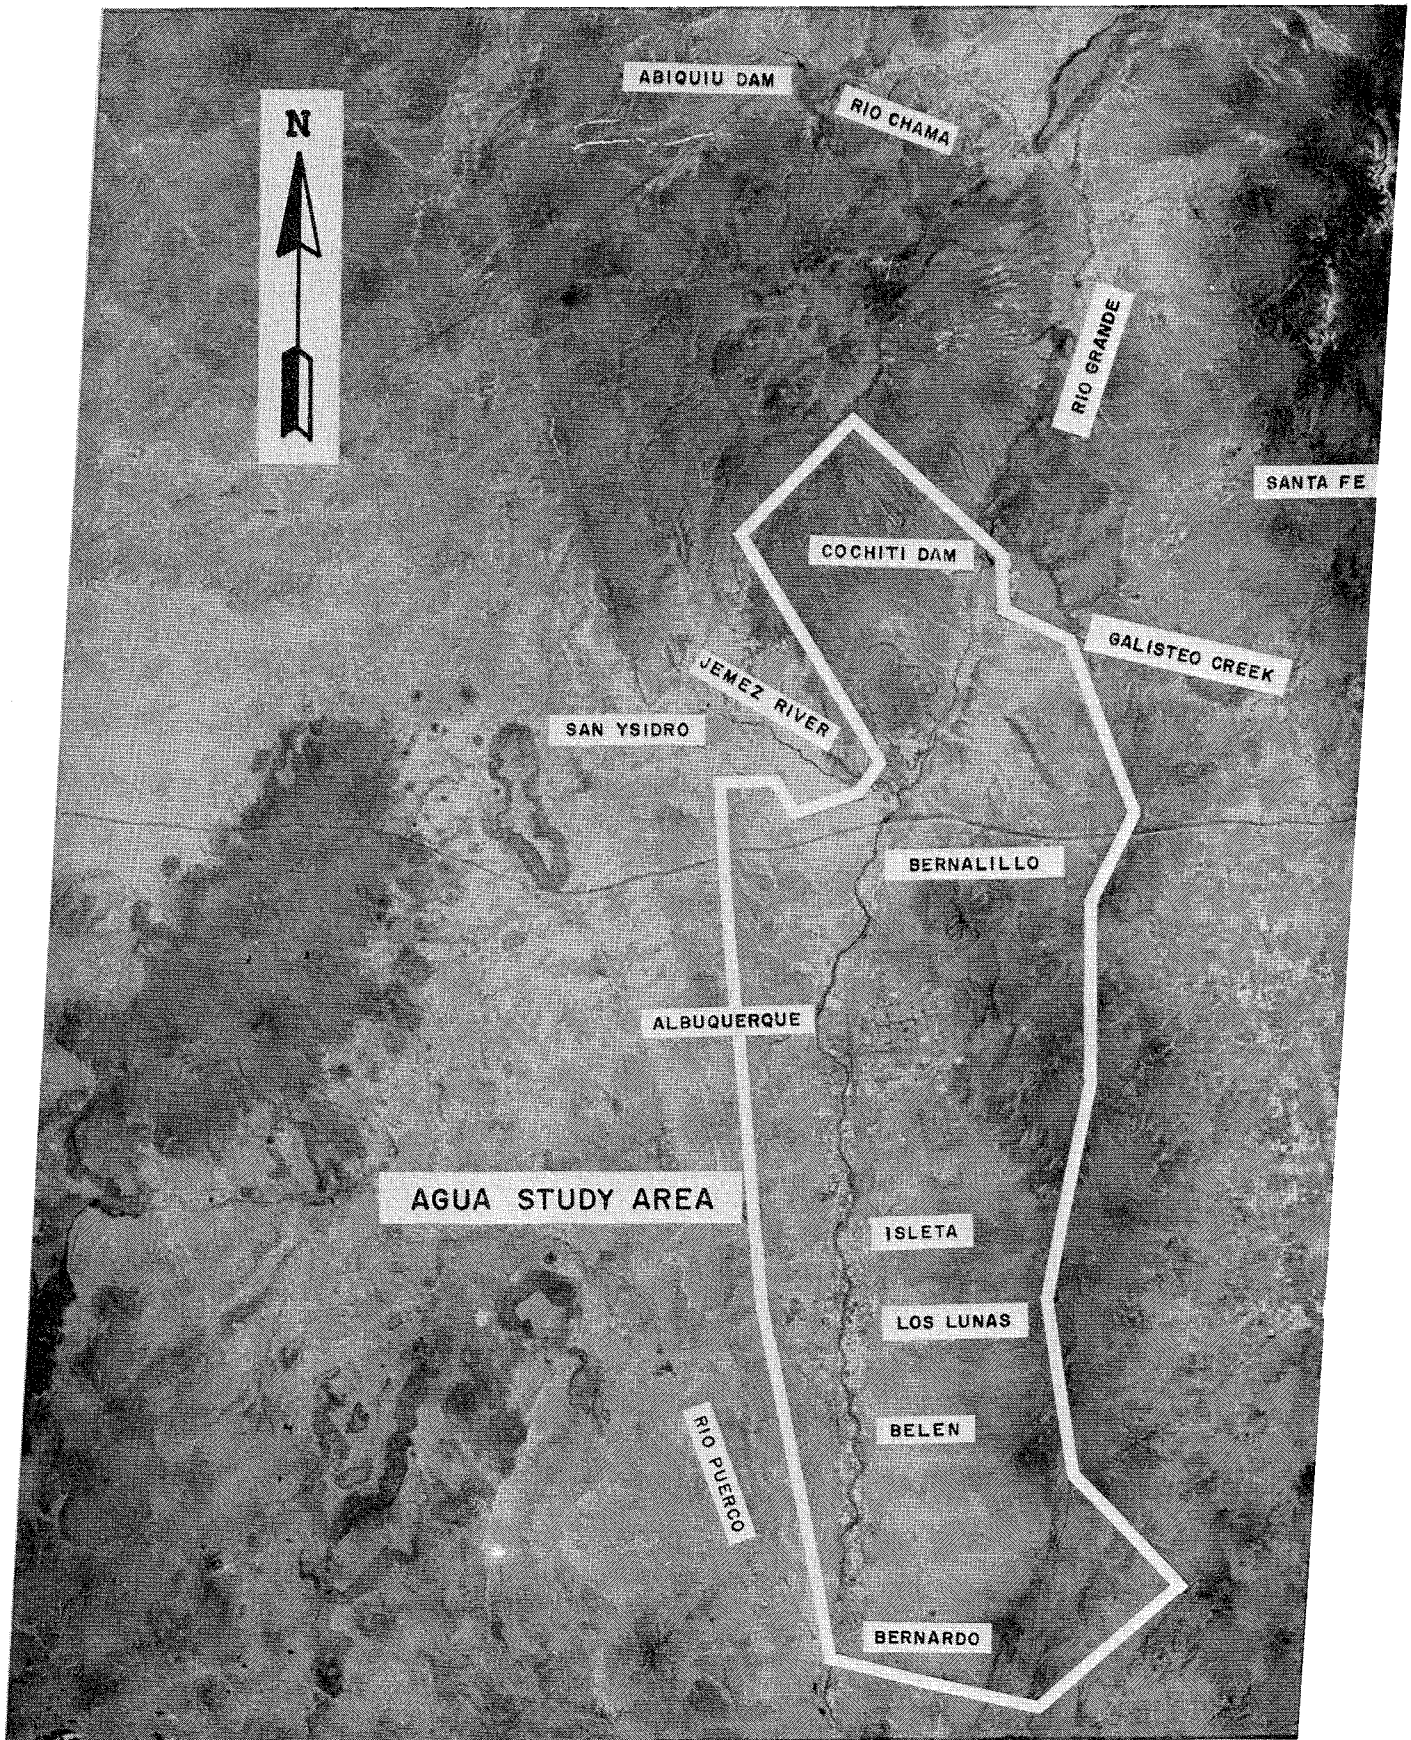 ABIQUIU DAM
RIO CHAMA
N
RIO GRANDE
SANTA FE
COCHITI DAM
GALISTEO CREEK
JEMEZ RIVER
SAN YSIDRO
BERNALILLO
ALBUQUERQUE
AGUA STUDY AREA
ISLETA
LOS LUNAS
BELEN
RIO PUERCO
BERNARDO